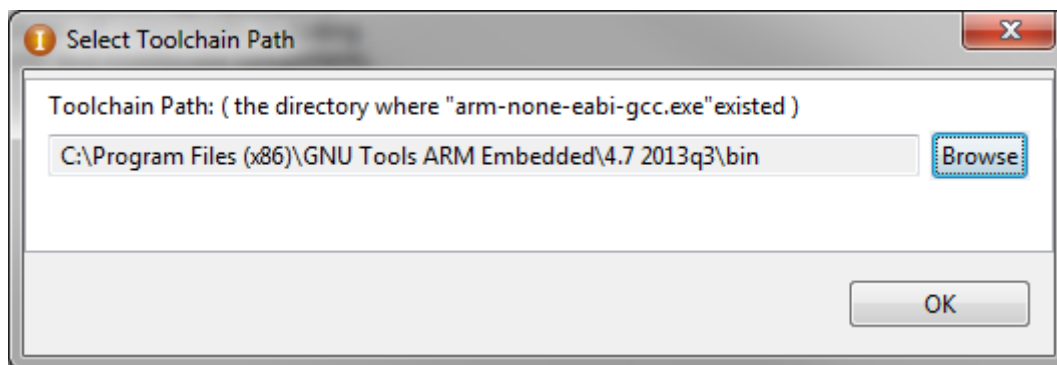 Select Toolchain Path
Toolchain Path: ( the directory where "arm-none-eabi-gcc.exe"existed )
C:\Program Files (x86)\GNU Tools ARM Embedded\4.7 2013q3\bin Browse
OK